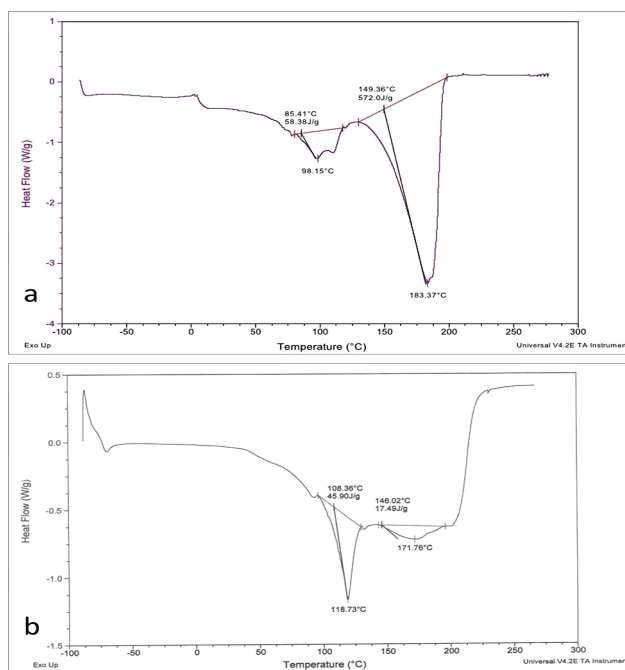 1
0
-1
-2
-3
-4
Heat Flow (W/g)
85.41°C
58.38J/g
98.15°C
149.36°C
572.0J/g
183.37°C
a
-100
-50
0
50
100
150
200
250
300
Exo Up
Temperature (°C)
Universal V4.2E TA Instrumen
0.5
0.0
-0.5
-1.0
-1.5
Heat Flow (W/g)
108.36°C
45.90J/g
118.73°C
146.02°C
17.49J/g
171.76°C
b
-100
-50
0
50
100
150
200
250
300
Exo Up
Temperature (°C)
Universal V4.2E TA Instrumen